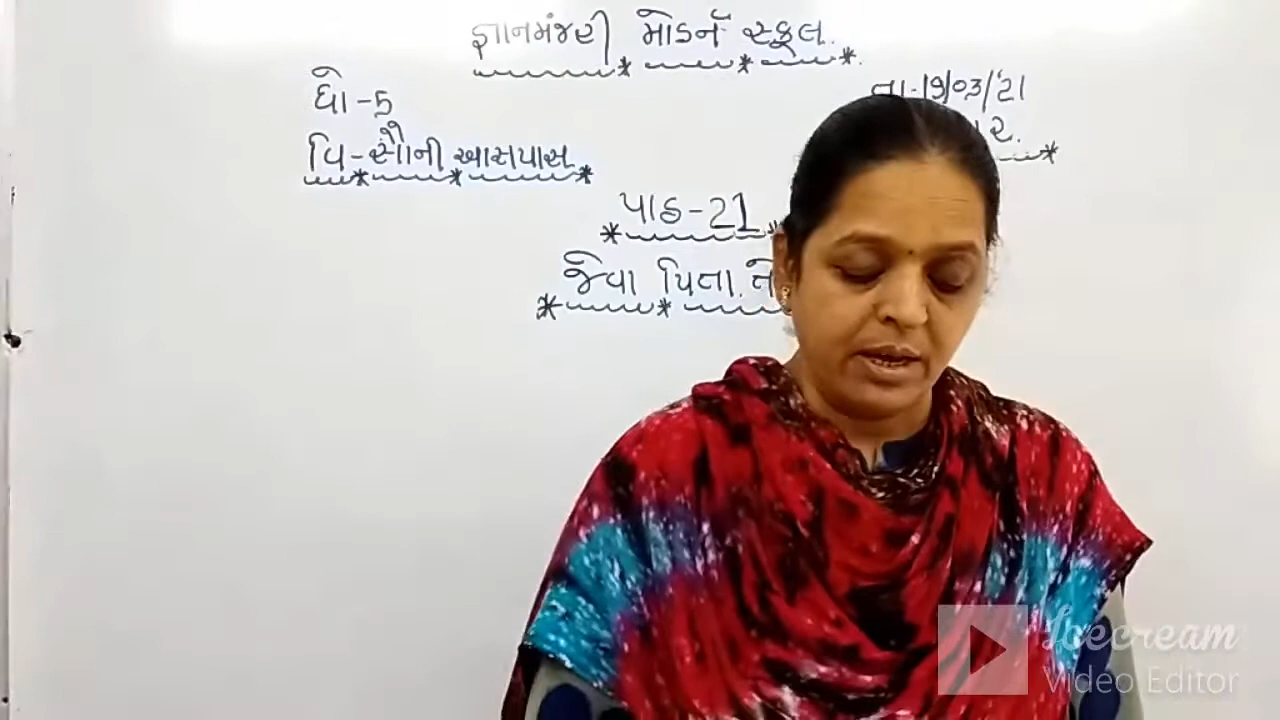 જ્ઞાનમંજરી મોડર્ન સ્કૂલ.
ધો-5
તા-19/03/'21
વિ-સૌની આસપાસ
પાઠ-21
જેવા પિતા
Icecream
Video Editor